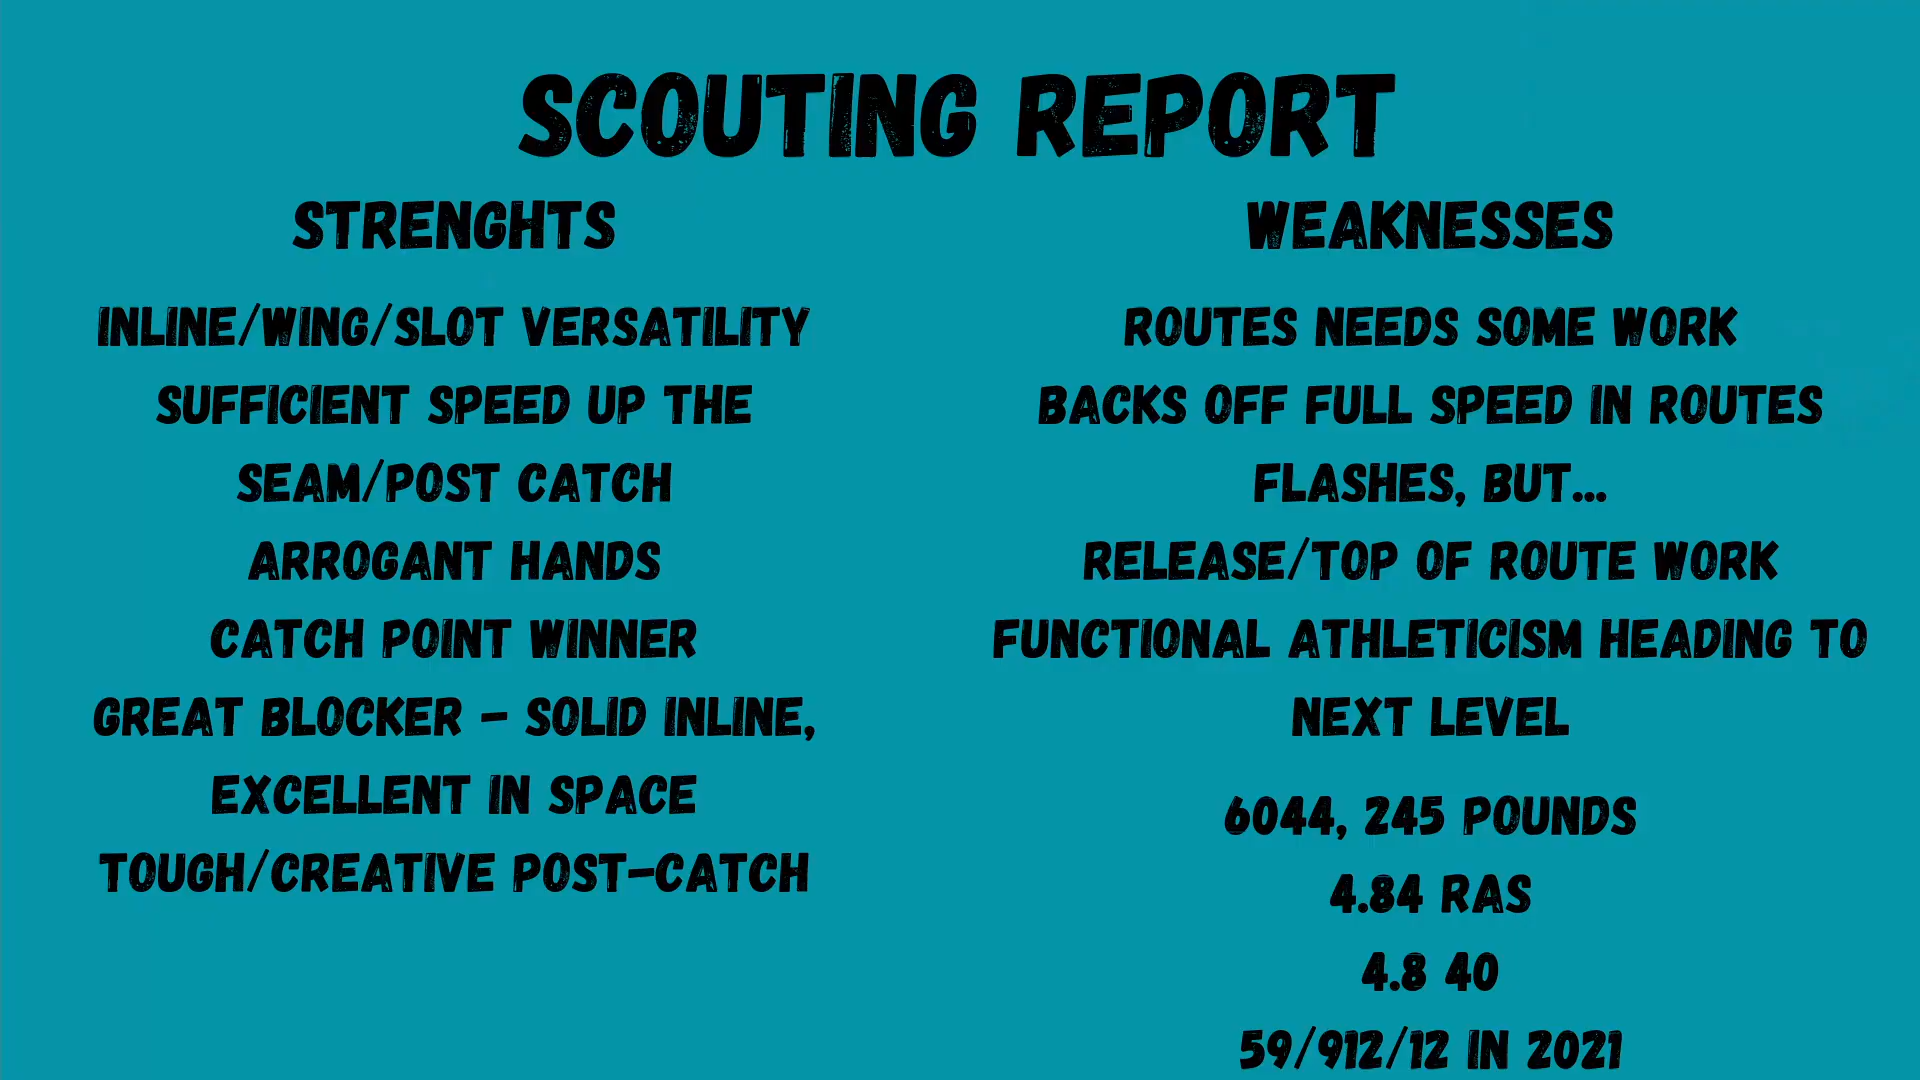 SCOUTING REPORT
STRENGHTS
INLINE/WING/SLOT VERSATILITY
SUFFICIENT SPEED UP THE
SEAM/POST CATCH
ARROGANT HANDS
CATCH POINT WINNER
GREAT BLOCKER - SOLID INLINE,
EXCELLENT IN SPACE
TOUGH/CREATIVE POST-CATCH
WEAKNESSES
ROUTES NEEDS SOME WORK
BACKS OFF FULL SPEED IN ROUTES
FLASHES, BUT...
RELEASE/TOP OF ROUTE WORK
FUNCTIONAL ATHLETICISM HEADING TO
NEXT LEVEL
6044, 245 POUNDS
4.84 RAS
4.8 40
59/912/12 IN 2021